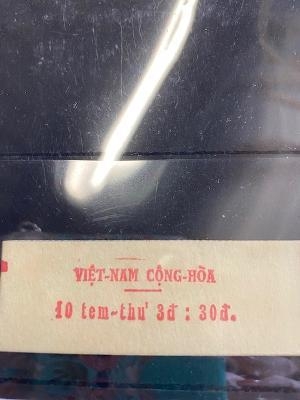 VIỆT-NAM CỘNG-HÒA
10 tem-thư 3đ : 30đ.